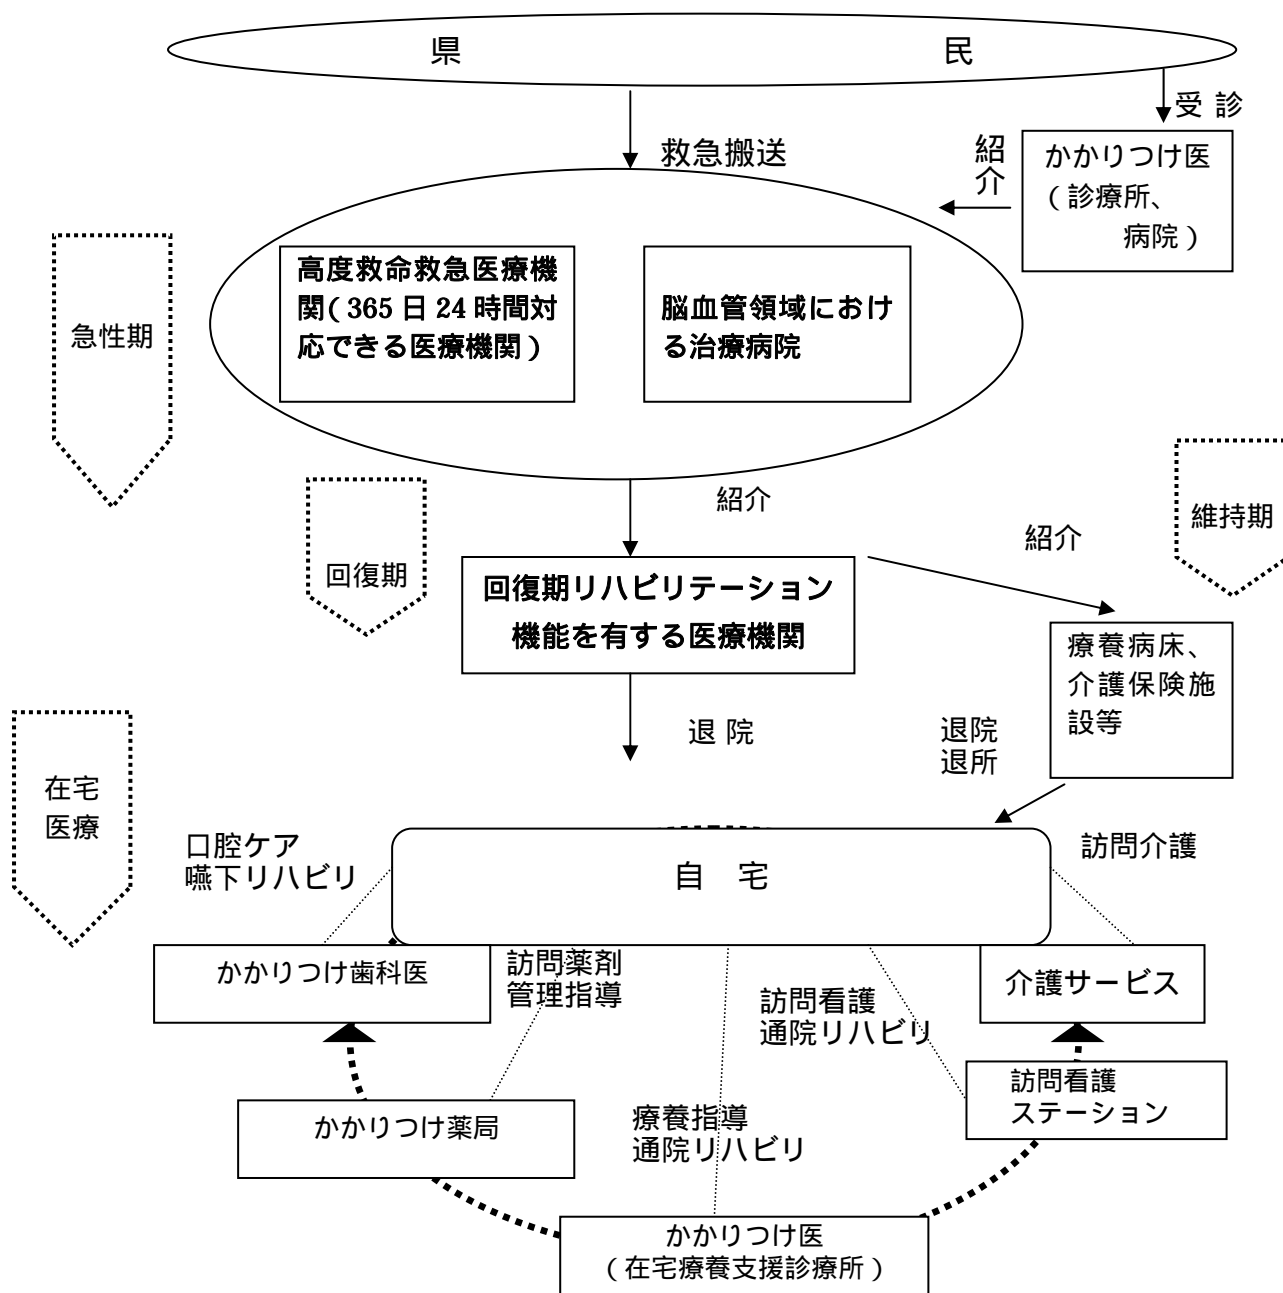 県 民
受 診
救急搬送
紹
介
かかりつけ医
（診療所、
病院）
高度救命救急医療機
関（365 日 24 時間対
応できる医療機関）
脳血管領域におけ
る治療病院
急性期
紹介
回復期
回復期リハビリテーション
機能を有する医療機関
紹介
維持期
療養病床、
介護保険施
設等
退 院
退院
退所
在宅
医療
口腔ケア
嚥下リハビリ
自 宅
訪問介護
かかりつけ歯科医
訪問薬剤
管理指導
訪問看護
通院リハビリ
介護サービス
かかりつけ薬局
療養指導
通院リハビリ
訪問看護
ステーション
かかりつけ医
（在宅療養支援診療所）